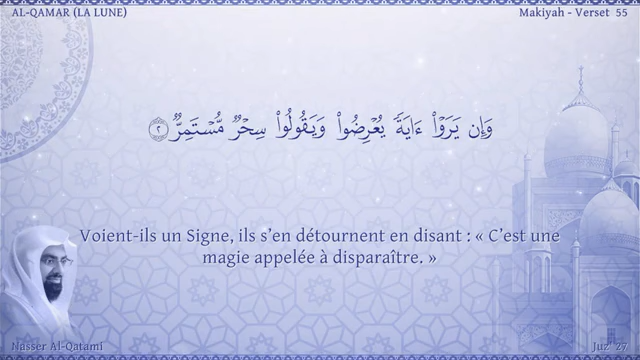 AL-QAMAR (LA LUNE)
Makiyah - Verset 55
وَإِن يَرَوْا۟ ءَايَةً يُعْرِضُوا۟ وَيَقُولُوا۟ سِحْرٌ مُّسْتَمِرٌّ ٢
Voient-ils un Signe, ils s'en détournent en disant : « C'est une
magie appelée à disparaître. »
Nasser Al-Qatami
Juz' 27